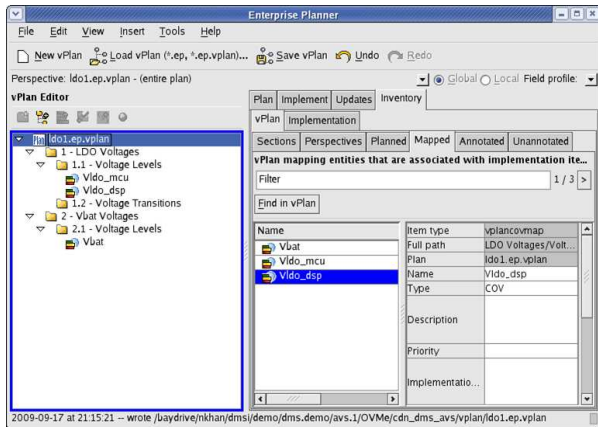 Enterprise Planner
File Edit View Insert Tools Help
New vPlan Load vPlan (*.ep, *.ep.vplan)... Save vPlan Undo Redo
Perspective: ldo1.ep.vplan - (entire plan) Global Local Field profile:
vPlan Editor
ldo1.ep.vplan
1 - LDO Voltages
1.1 - Voltage Levels
Vldo_mcu
Vldo_dsp
1.2 - Voltage Transitions
2 - Vbat Voltages
2.1 - Voltage Levels
Vbat
Plan Implement Updates Inventory
vPlan Implementation
Sections Perspectives Planned Mapped Annotated Unannotated
vPlan mapping entities that are associated with implementation ite...
Filter 1 / 3 >
Find in vPlan
Name
Vbat
Vldo_mcu
Vldo_dsp
Item type vplancovmap
Full path LDO Voltages/Volt...
Plan ldo1.ep.vplan
Name Vldo_dsp
Type COV
Description
Priority
Implementatio...
2009-09-17 at 21:15:21 -- wrote /baydrive/nkhan/dmsi/demo/dms.demo/avs.1/OVMe/cdn_dms_avs/vplan/ldo1.ep.vplan